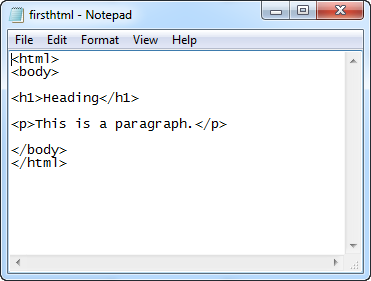 firsthtml - Notepad
File Edit Format View Help
<html>
<body>
<h1>Heading</h1>
<p>This is a paragraph.</p>
</body>
</html>